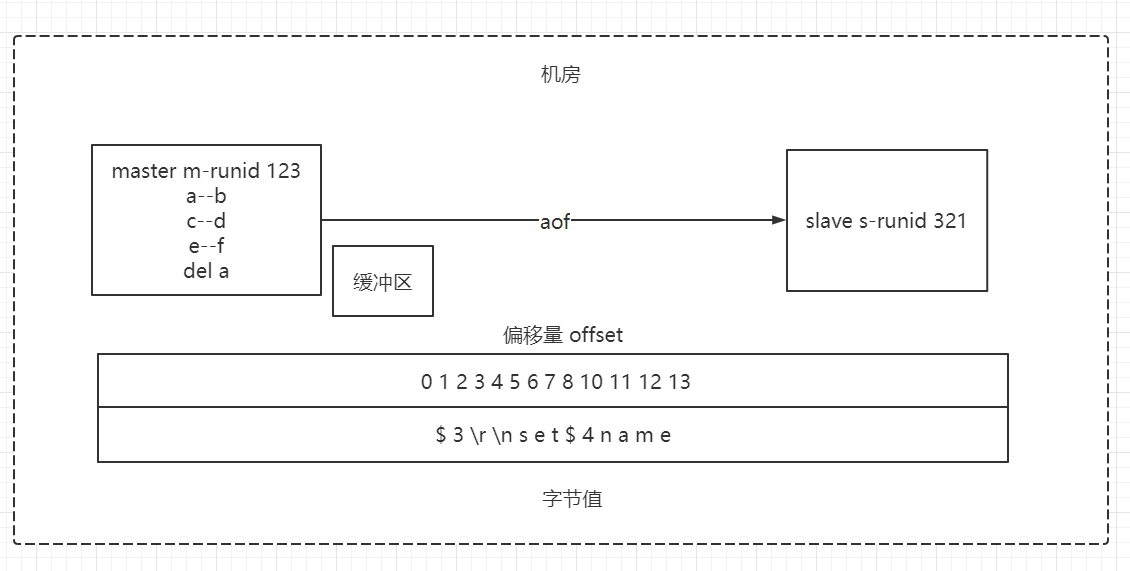 机房
master m-runid 123
a--b
c--d
e--f
del a
aof
slave s-runid 321
缓冲区
偏移量 offset
0 1 2 3 4 5 6 7 8 10 11 12 13
$ 3 \r \n s e t $ 4 n a m e
字节值